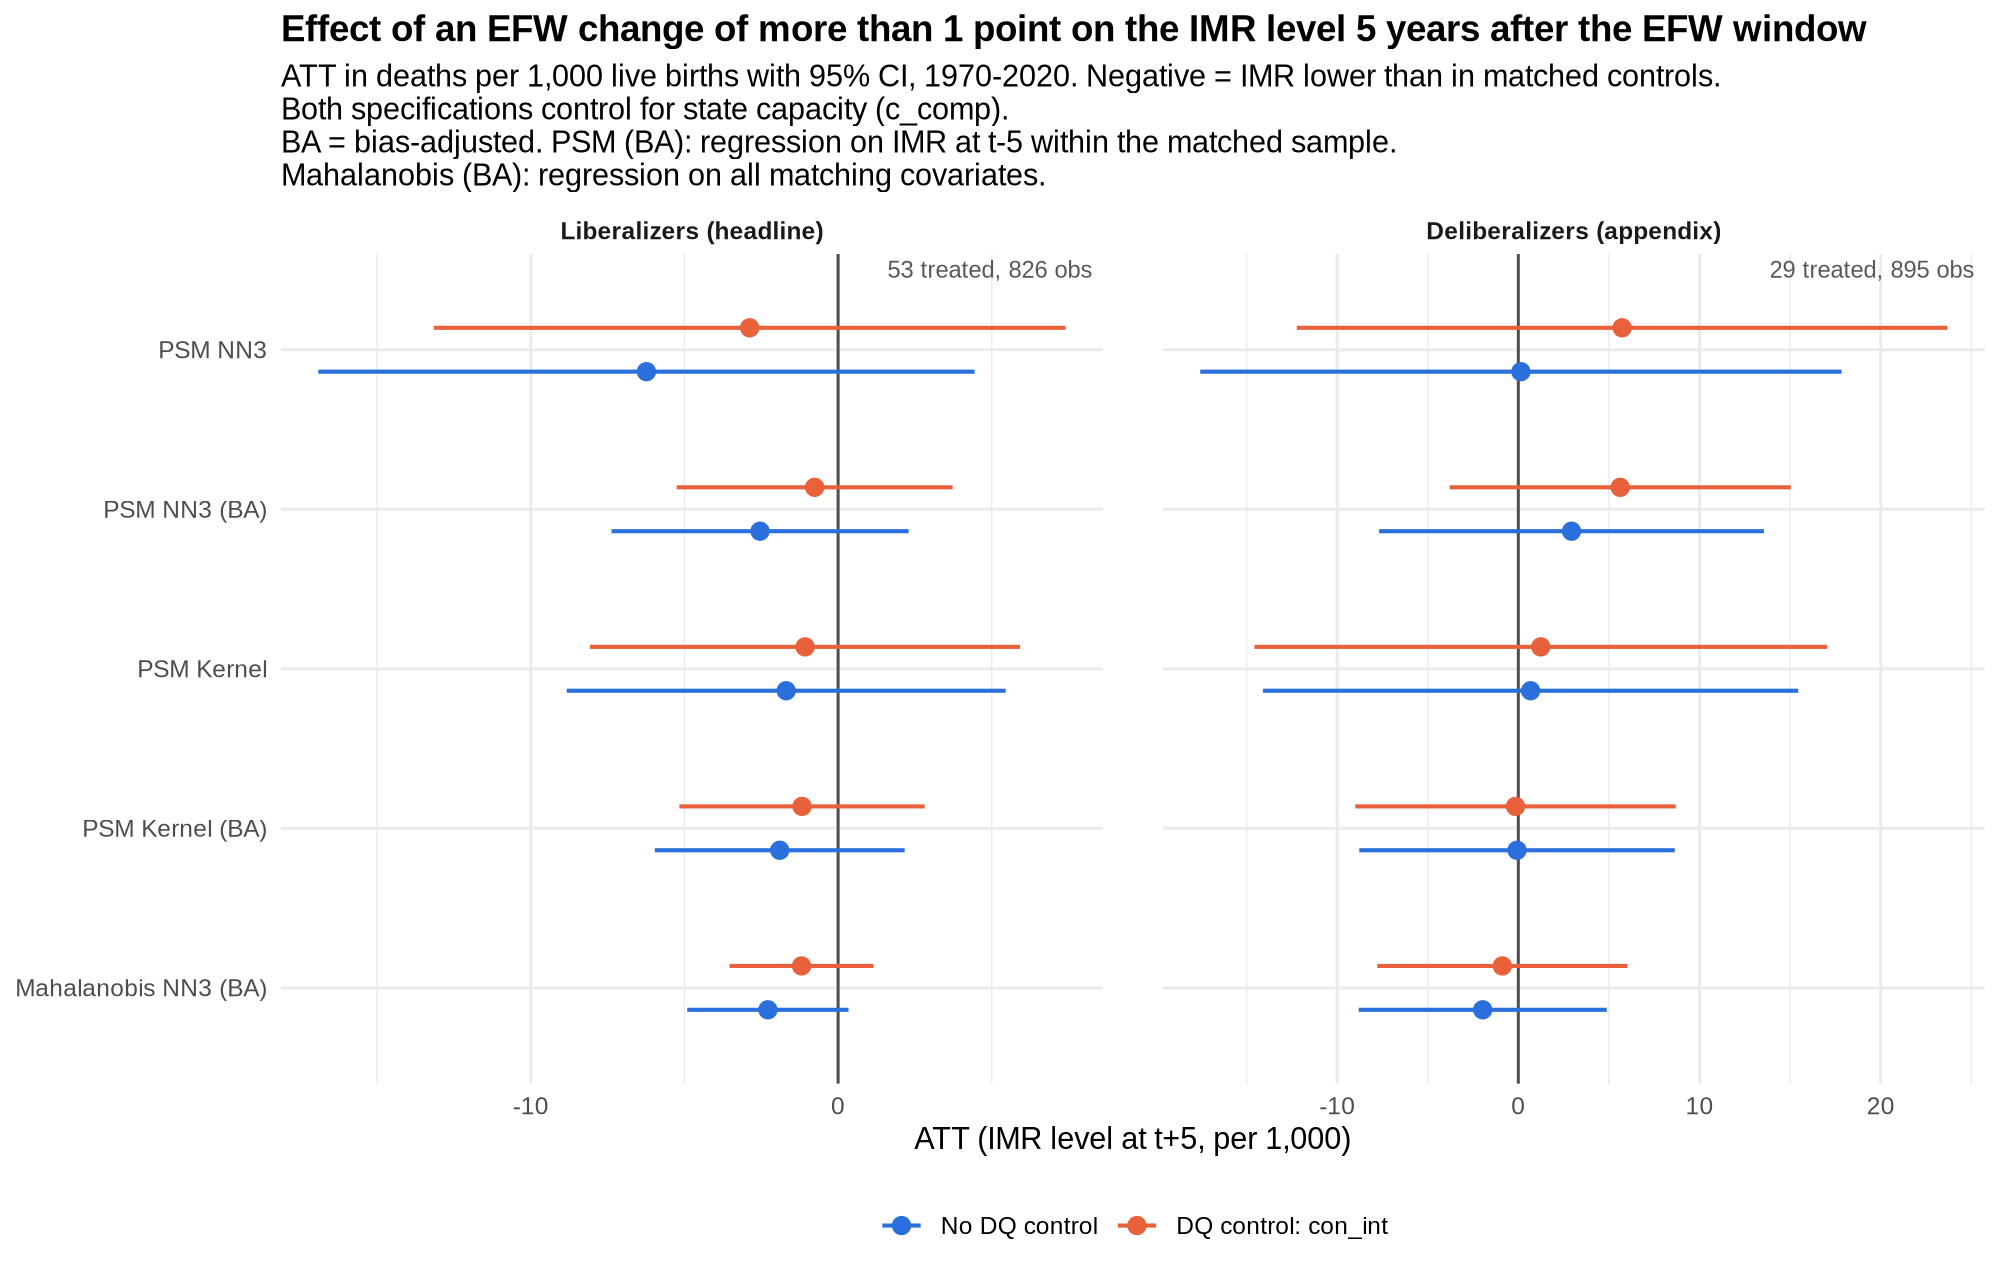 Effect of an EFW change of more than 1 point on the IMR level 5 years after the EFW window
ATT in deaths per 1,000 live births with 95% CI, 1970-2020. Negative = IMR lower than in matched controls.
Both specifications control for state capacity (c_comp).
BA = bias-adjusted. PSM (BA): regression on IMR at t-5 within the matched sample.
Mahalanobis (BA): regression on all matching covariates.
Liberalizers (headline)
Deliberalizers (appendix)
53 treated, 826 obs
29 treated, 895 obs
PSM NN3
PSM NN3 (BA)
PSM Kernel
PSM Kernel (BA)
Mahalanobis NN3 (BA)
-10 0
-10 0 10 20
ATT (IMR level at t+5, per 1,000)
No DQ control
DQ control: con_int